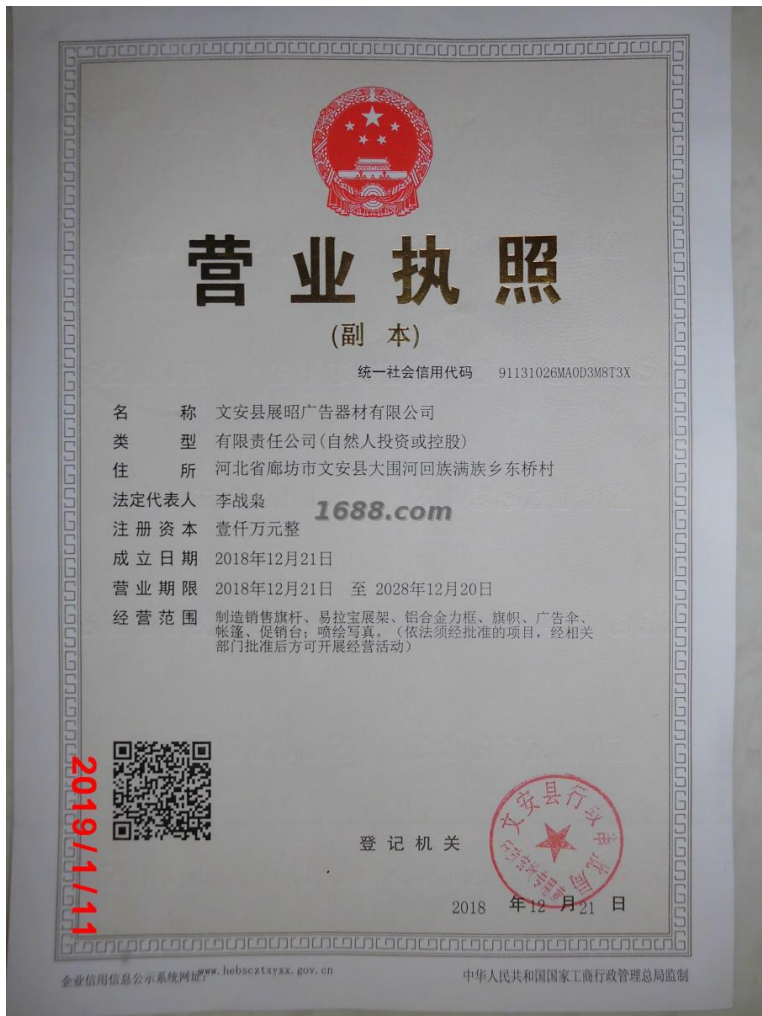 营业执照
(副 本)
统一社会信用代码 91131026MA0D3M8T3X
名称 文安县展昭广告器材有限公司
类型 有限责任公司(自然人投资或控股)
住所 河北省廊坊市文安县大围河回族满族乡东桥村
法定代表人 李战枭
1688.com
注册资本 壹仟万元整
成立日期 2018年12月21日
营业期限 2018年12月21日 至 2028年12月20日
经营范围 制造销售旗杆、易拉宝展架、铝合金力框、旗帜、广告伞、
帐篷、促销台；喷绘写真。（依法须经批准的项目，经相关
部门批准后方可开展经营活动）
2019/1/11
登记机关
文安县行政审批局
2018 年12 月21 日
企业信用信息公示系统网址：www.hebscztxyxx.gov.cn
中华人民共和国国家工商行政管理总局监制